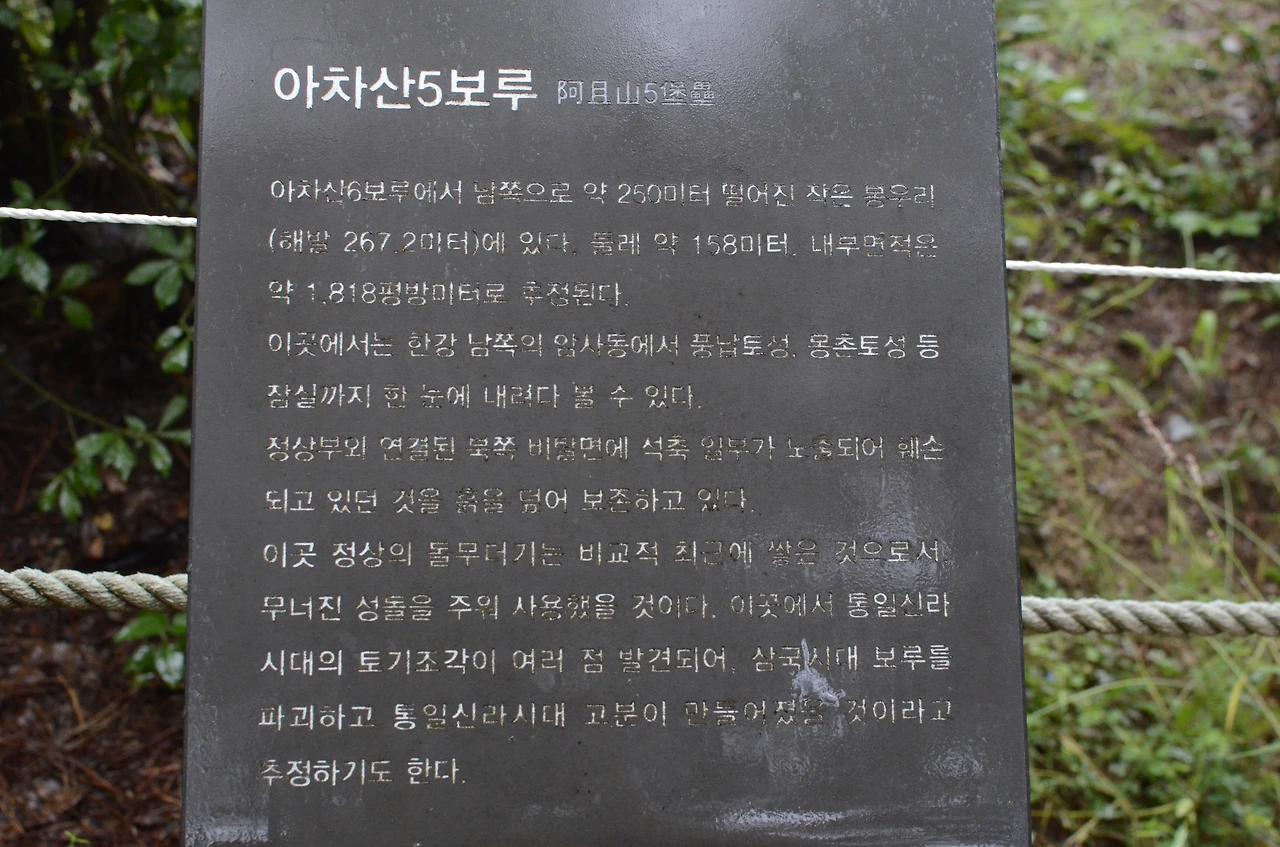 아차산5보루 阿且山5堡壘
아차산6보루에서 남쪽으로 약 250미터 떨어진 작은 봉우리
(해발 267.2미터)에 있다. 둘레 약 158미터, 내부면적은
약 1,818평방미터로 추정된다.
이곳에서는 한강 남쪽의 암사동에서 풍납토성, 몽촌토성 등
잠실까지 한 눈에 내려다 볼 수 있다.
정상부와 연결된 북쪽 비탈면에 석축 일부가 노출되어 훼손
되고 있던 것을 흙을 덮어 보존하고 있다.
이곳 정상의 돌무더기는 비교적 최근에 쌓은 것으로서,
무너진 성돌을 주워 사용했을 것이다. 이곳에서 통일신라
시대의 토기조각이 여러 점 발견되어, 삼국시대 보루를
파괴하고 통일신라시대 고분이 만들어졌을 것이라고
추정하기도 한다.